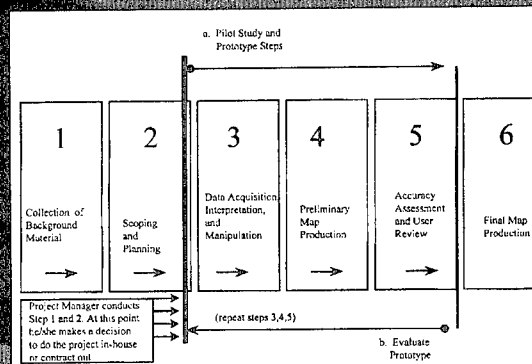 a. Pilot Study and
Prototype Steps
1
2
3
4
5
6
Collection of
Background
Material
Scoping
and
Planning
Data Acquisition,
Interpretation,
and
Manipulation
Preliminary
Map
Production
Accuracy
Assessment
and User
Review
Final Map
Production
Project Manager conducts
Step 1 and 2. At this point
he/she makes a decision
to do the project in-house
or contract out
(repeat steps 3,4,5)
b. Evaluate
Prototype